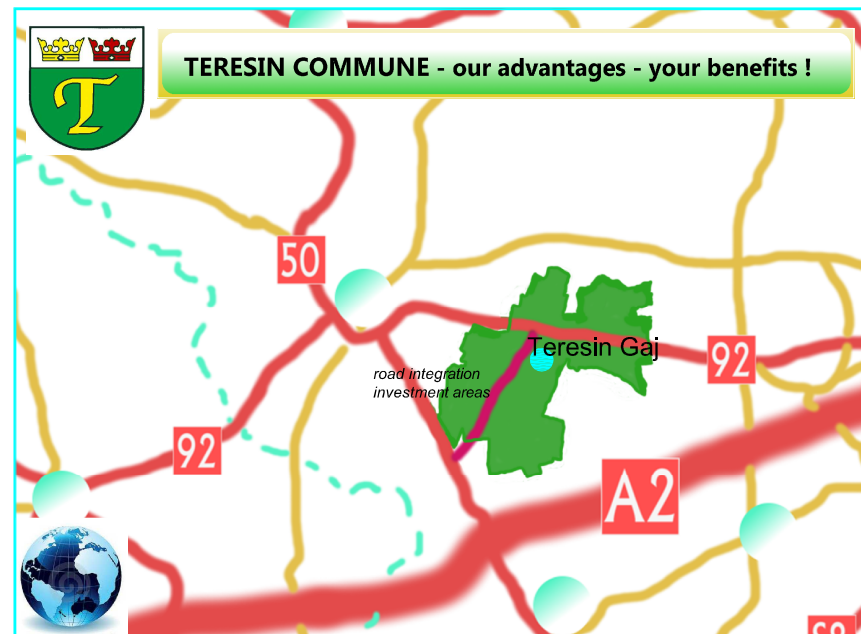 T
TERESIN COMMUNE - our advantages - your benefits !
50
Teresin Gaj
92
road integration
investment areas
92
A2